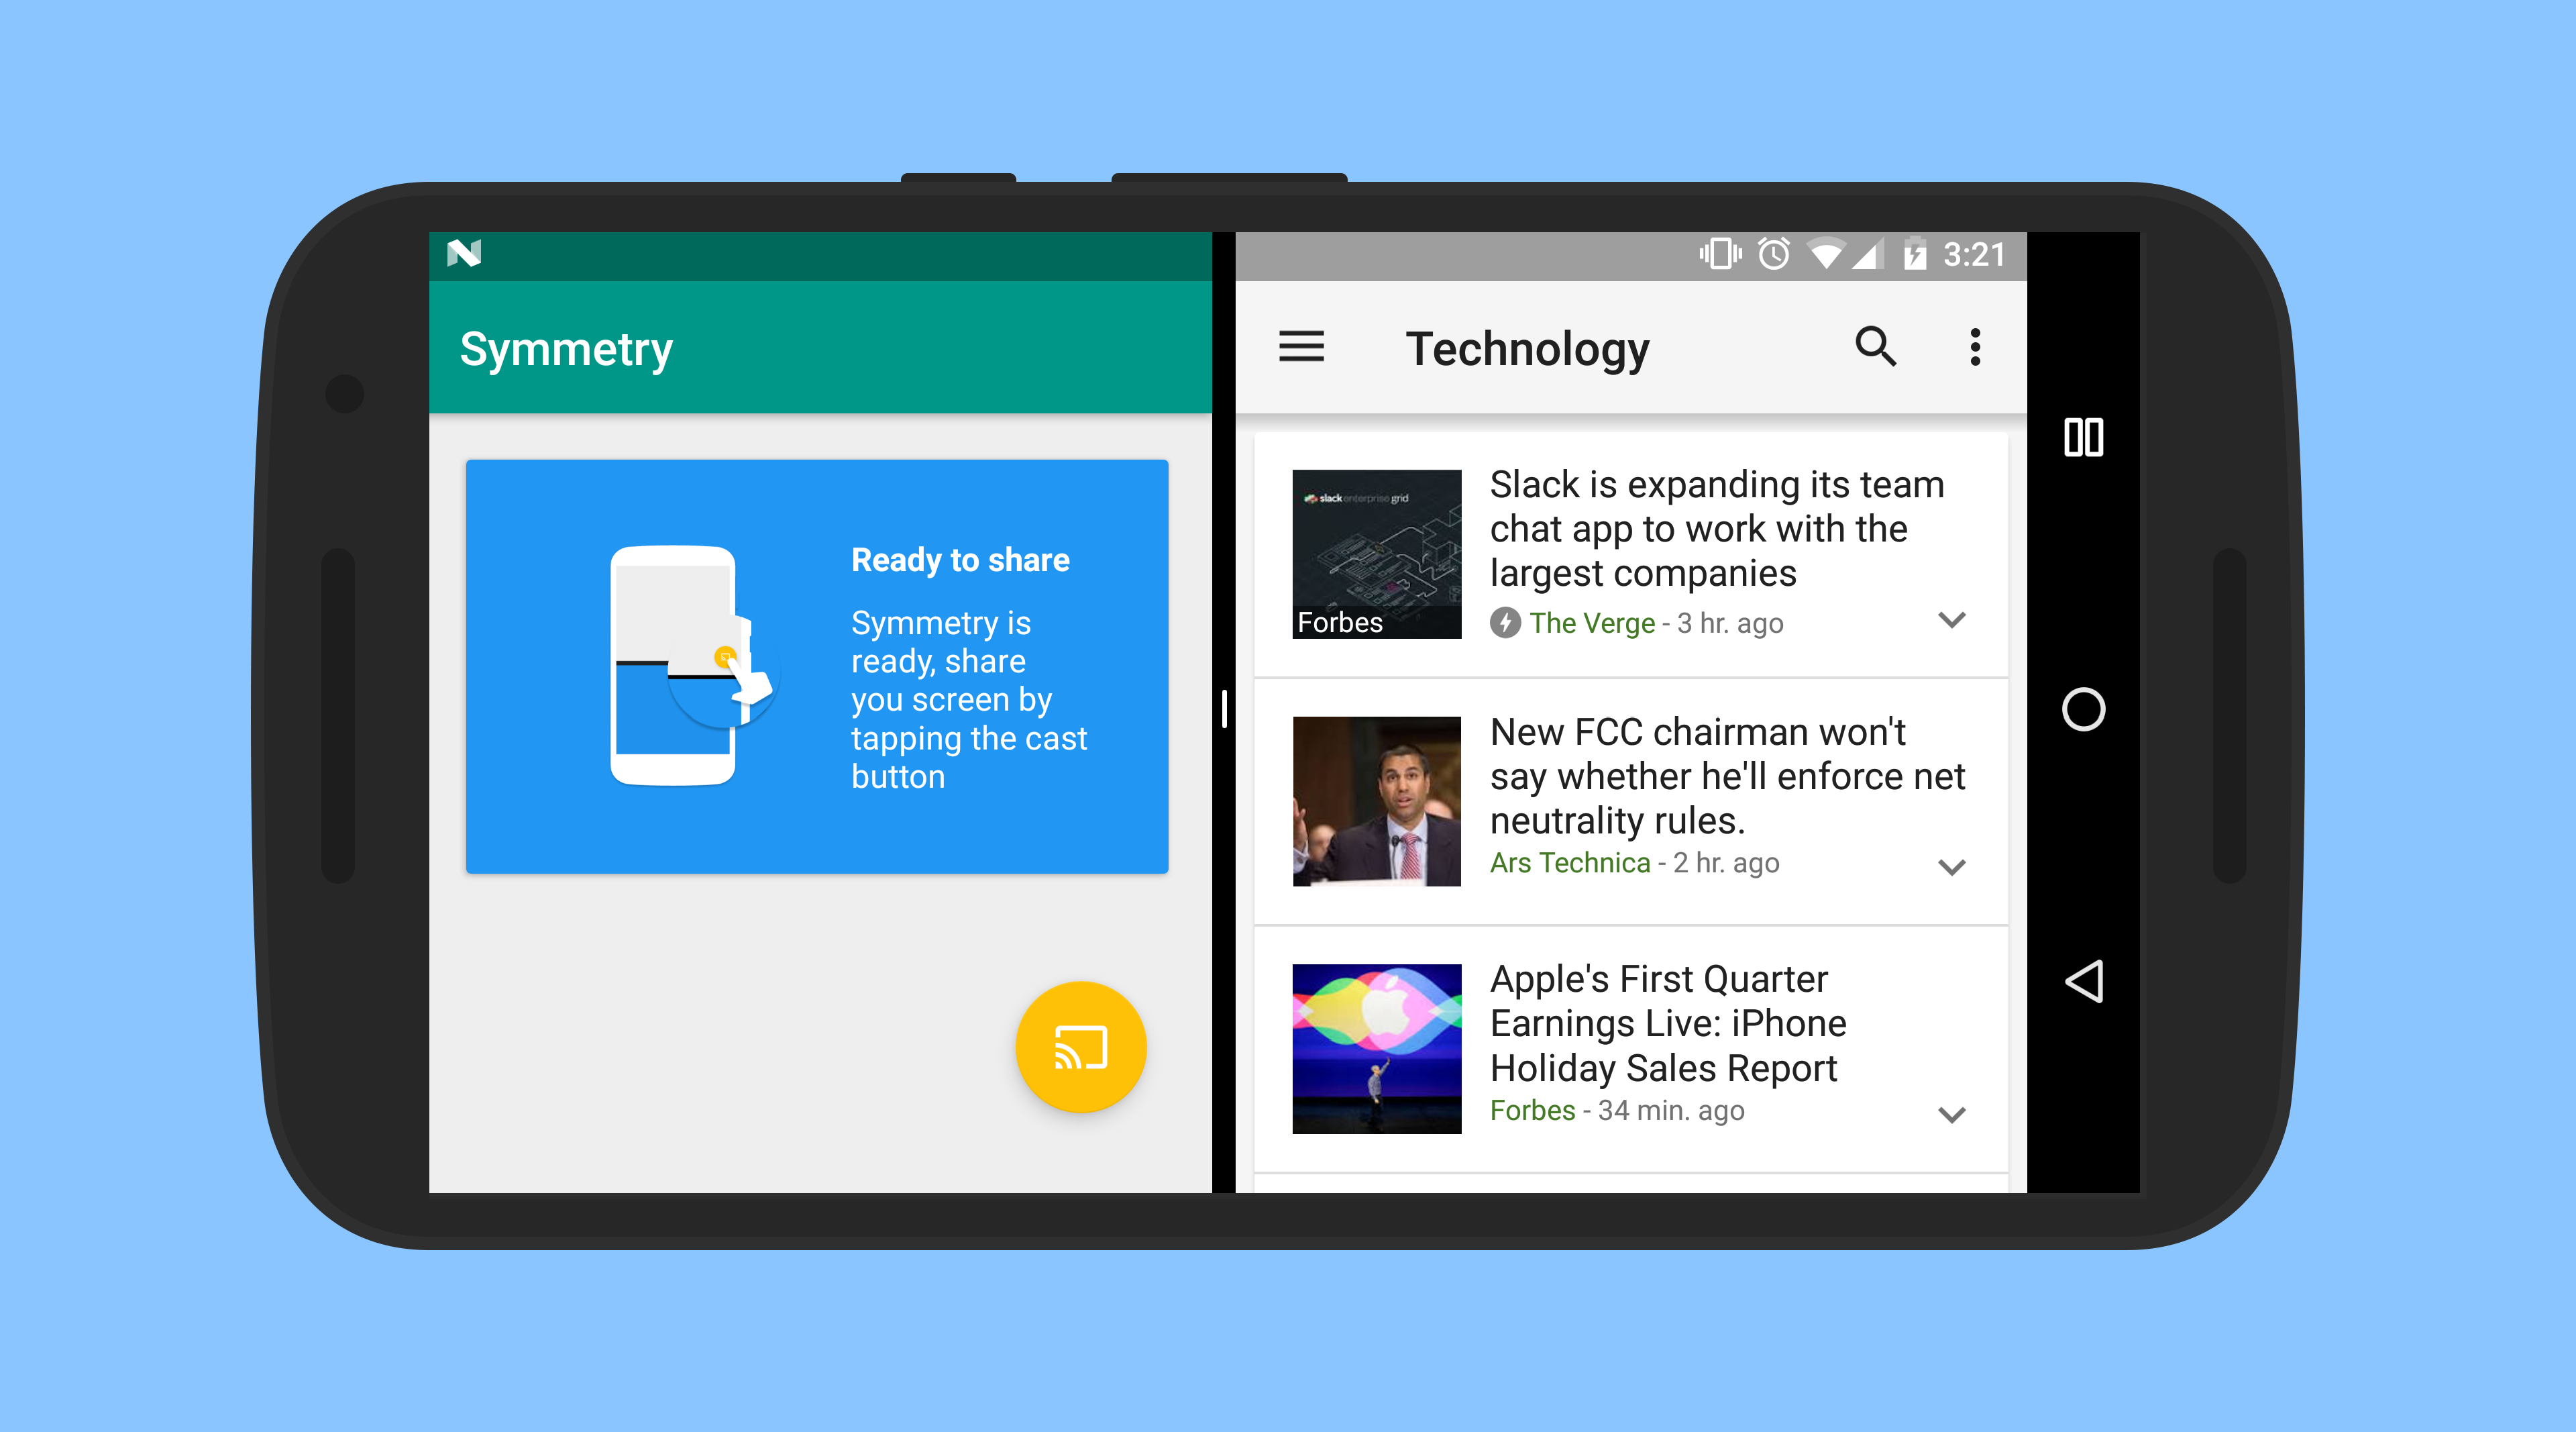 Symmetry
Ready to share
Symmetry is
ready, share
you screen by
tapping the cast
button
3:21
Technology
slack enterprise grid
Forbes
Slack is expanding its team
chat app to work with the
largest companies
The Verge - 3 hr. ago
New FCC chairman won't
say whether he'll enforce net
neutrality rules.
Ars Technica - 2 hr. ago
Apple's First Quarter
Earnings Live: iPhone
Holiday Sales Report
Forbes - 34 min. ago